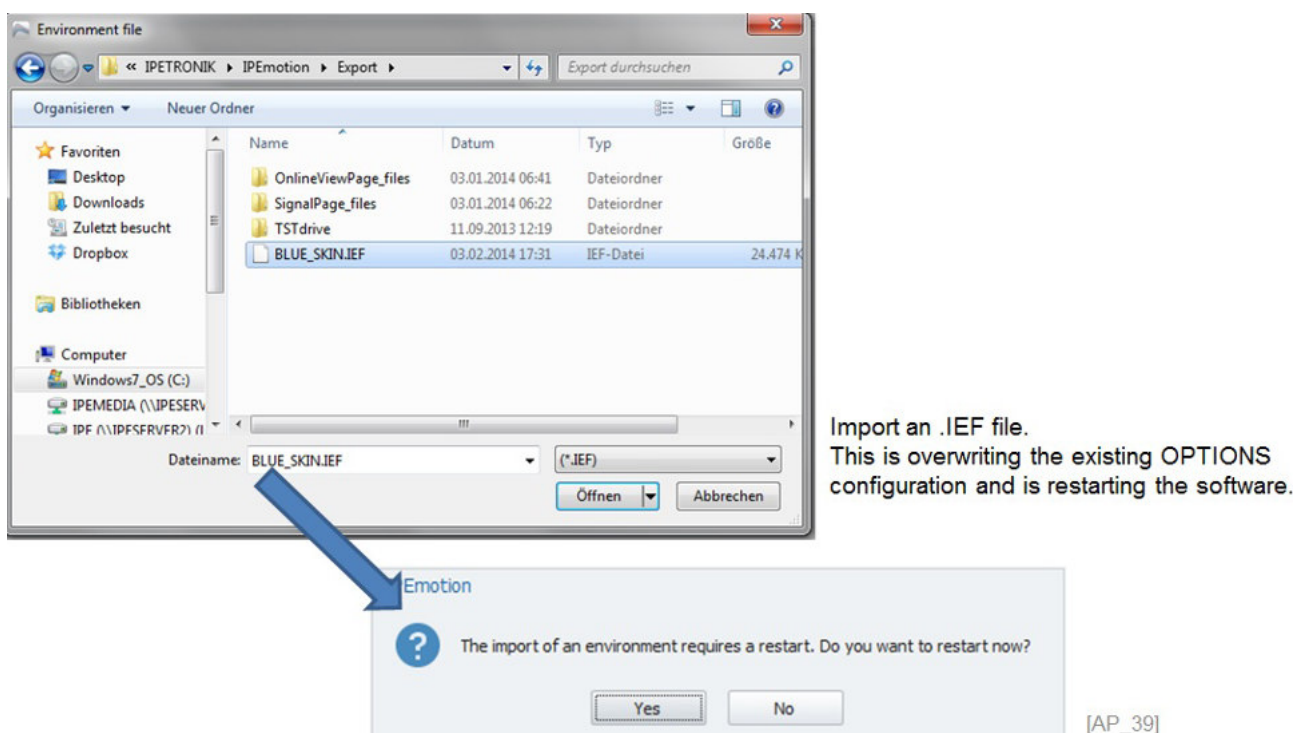 Environment file
« IPETRONIK ▸ IPEmotion ▸ Export ▸
Export durchsuchen
Organisieren Neuer Ordner
Name Datum Typ Größe
Favoriten
Desktop
Downloads
Zuletzt besucht
Dropbox
Bibliotheken
Computer
Windows7_OS (C:)
IPEMEDIA (\\IPESERV
IPE (\\IPESERVER2) (I
OnlineViewPage_files 03.01.2014 06:41 Dateiordner
SignalPage_files 03.01.2014 06:22 Dateiordner
TSTdrive 11.09.2013 12:19 Dateiordner
BLUE_SKIN.IEF 03.02.2014 17:31 IEF-Datei 24.474 K
Dateiname: BLUE_SKIN.IEF (*.IEF)
Öffnen Abbrechen
Import an .IEF file.
This is overwriting the existing OPTIONS
configuration and is restarting the software.
Emotion
The import of an environment requires a restart. Do you want to restart now?
Yes No
[AP_39]